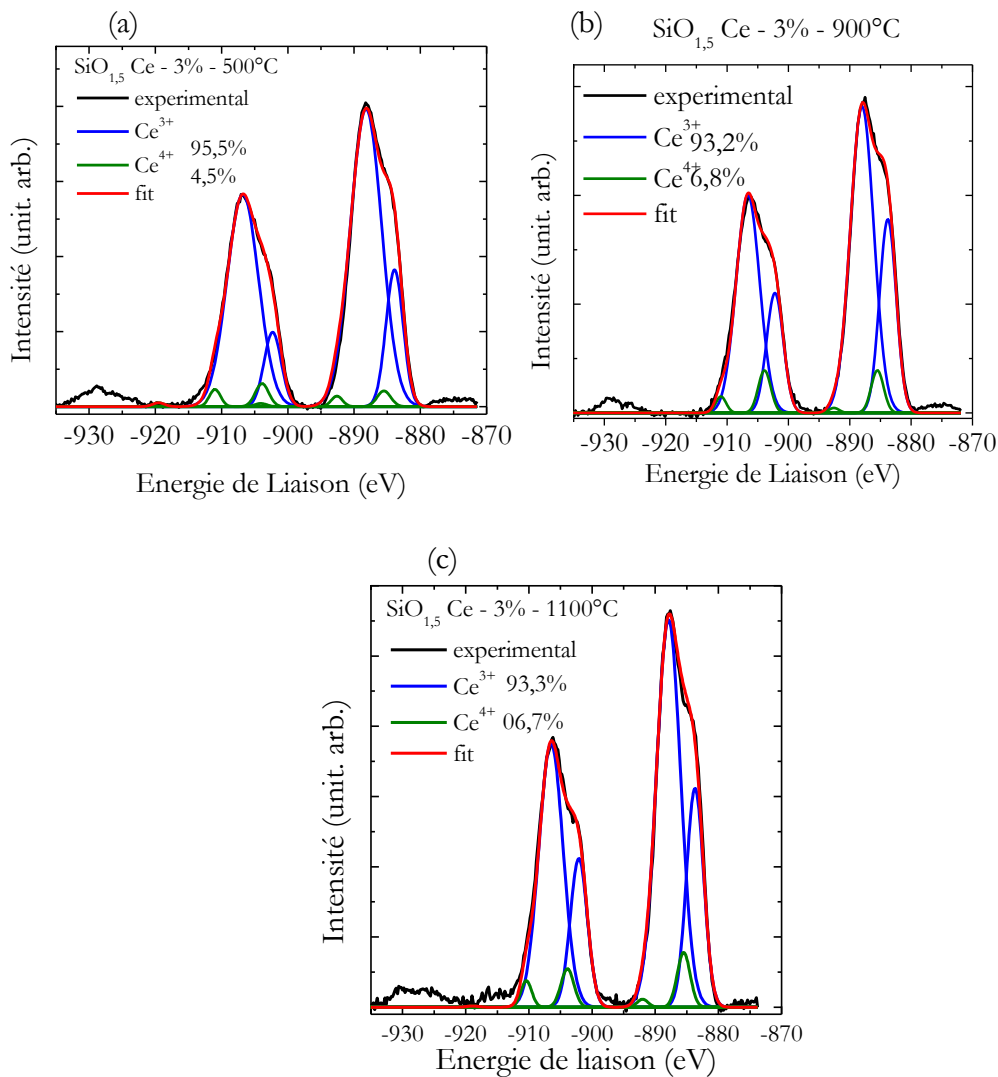 (a)
SiO1,5 Ce - 3% - 500°C
experimental
Ce3+
95,5%
Ce4+
4,5%
fit
Intensité (unit. arb.)
-930 -920 -910 -900 -890 -880 -870
Energie de Liaison (eV)
(b)
SiO1,5 Ce - 3% - 900°C
experimental
Ce3+ 93,2%
Ce4+ 6,8%
fit
Intensité (unit. arb.)
-930 -920 -910 -900 -890 -880 -870
Energie de Liaison (eV)
(c)
SiO1,5 Ce - 3% - 1100°C
experimental
Ce3+ 93,3%
Ce4+ 06,7%
fit
Intensité (unit. arb.)
-930 -920 -910 -900 -890 -880 -870
Energie de liaison (eV)